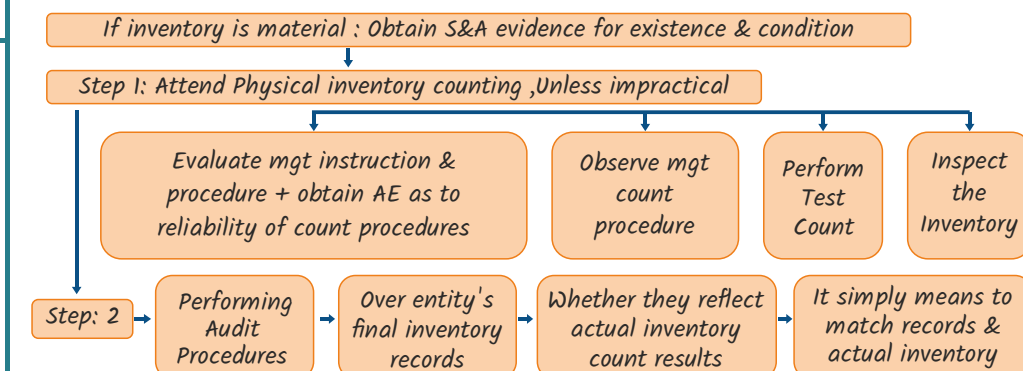 If inventory is material : Obtain S&A evidence for existence & condition
Step 1: Attend Physical inventory counting ,Unless impractical
Evaluate mgt instruction &
procedure + obtain AE as to
reliability of count procedures
Observe mgt
count
procedure
Perform
Test
Count
Inspect
the
Inventory
Step: 2
Performing
Audit
Procedures
Over entity's
final inventory
records
Whether they reflect
actual inventory
count results
It simply means to
match records &
actual inventory